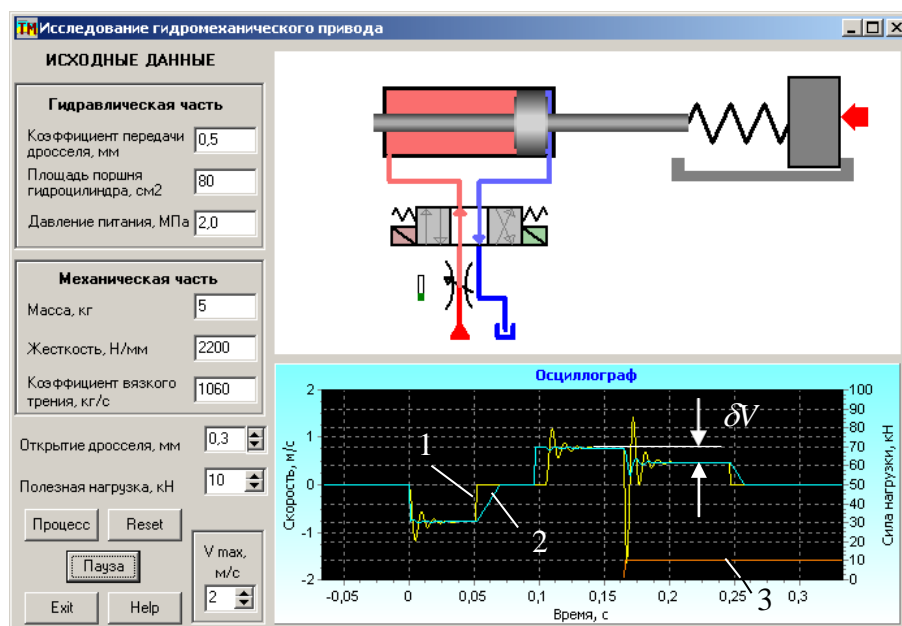 TM Исследование гидромеханического привода
ИСХОДНЫЕ ДАННЫЕ
Гидравлическая часть
Коэффициент передачи
дросселя, мм
0,5
Площадь поршня
гидроцилиндра, см2
80
Давление питания, МПа
2,0
Механическая часть
Масса, кг
5
Жесткость, Н/мм
2200
Коэффициент вязкого
трения, кг/с
1060
Открытие дросселя, мм
0,3
Полезная нагрузка, кН
10
Процесс
Reset
Пауза
Exit
Help
V max,
м/с
2
Осциллограф
Скорость, м/с
2
1
0
-1
-2
-0,05
0
0,05
0,1
0,15
0,2
0,25
0,3
Время, с
100
90
80
70
60
50
40
30
20
10
0
Сила нагрузки, кН
1
2
3
δV